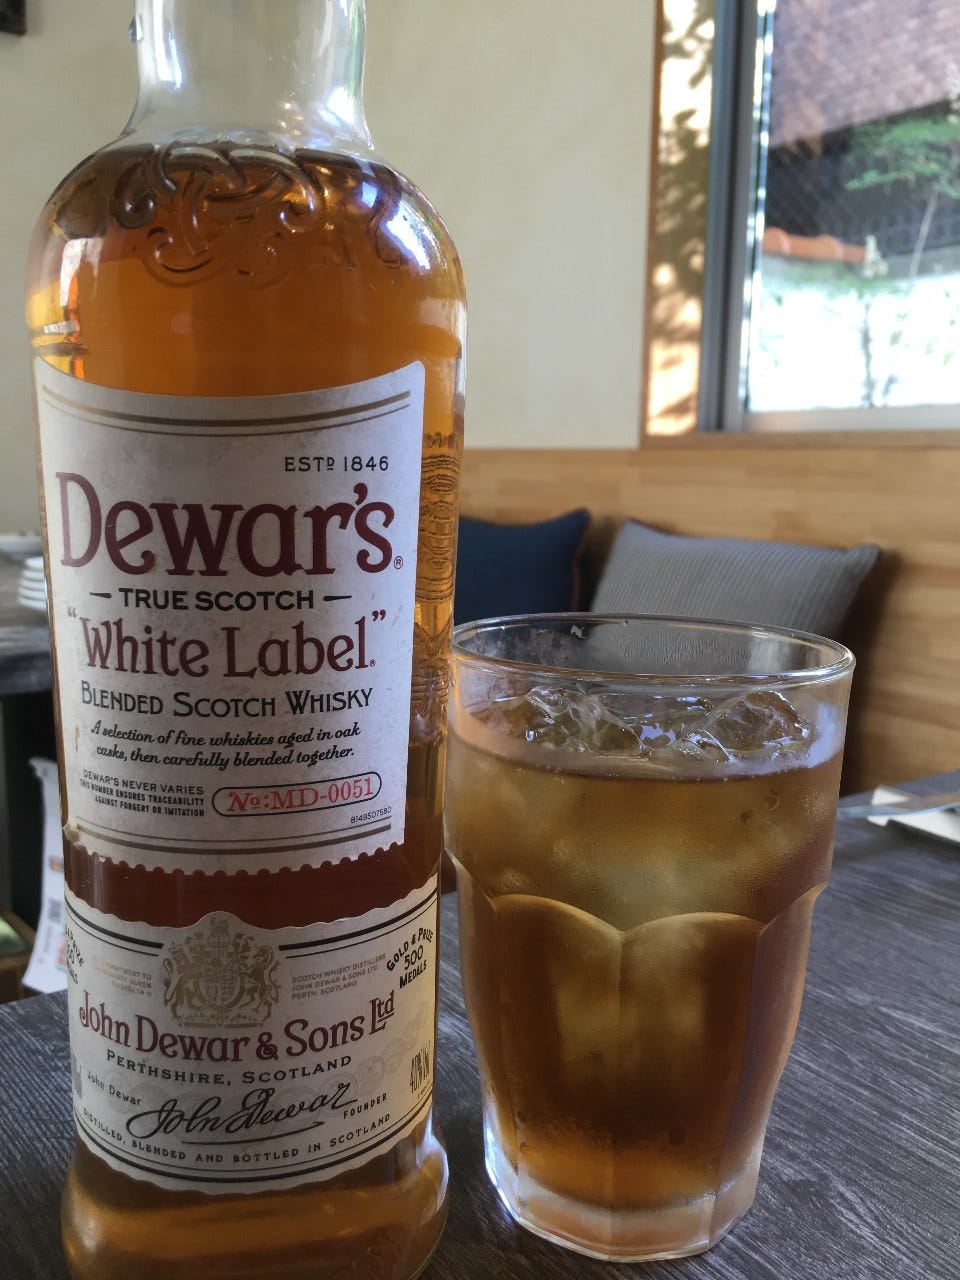 ESTD 1846
Dewar's®
TRUE SCOTCH
"White Label"
BLENDED SCOTCH WHISKY
A selection of fine whiskies aged in oak
casks, then carefully blended together.
DEWAR'S NEVER VARIES
THIS NUMBER ENSURES TRACEABILITY
AGAINST FORGERY OR IMITATION
No:MD-0051
GOLD & PRIZE
500
MEDALS
SCOTCH WHISKY DISTILLERS
JOHN DEWAR & SONS LTD
PERTH, SCOTLAND
John Dewar & Sons Ltd
PERTHSHIRE, SCOTLAND
John Dewar
John Dewar
FOUNDER
DISTILLED, BLENDED AND BOTTLED IN SCOTLAND